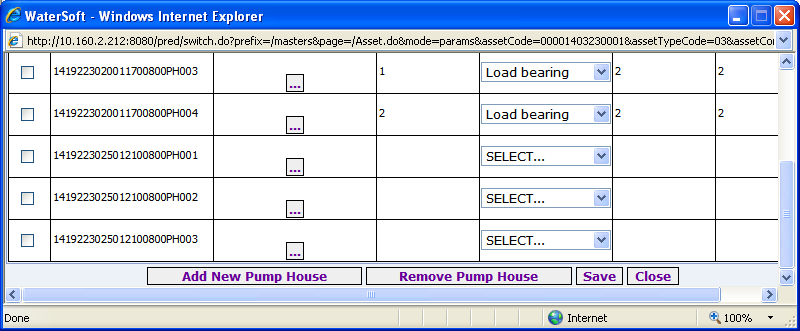 WaterSoft - Windows Internet Explorer
http://10.160.2.212:8080/pred/switch.do?prefix=/masters&page=/Asset.do&mode=params&assetCode=00001403230001&assetTypeCode=03&assetCor
1419223020011700800PH003 ... 1 Load bearing 2 2
1419223020011700800PH004 ... 2 Load bearing 2 2
1419223025012100800PH001 ... SELECT...
1419223025012100800PH002 ... SELECT...
1419223025012100800PH003 ... SELECT...
Add New Pump House Remove Pump House Save Close
Done Internet 100%